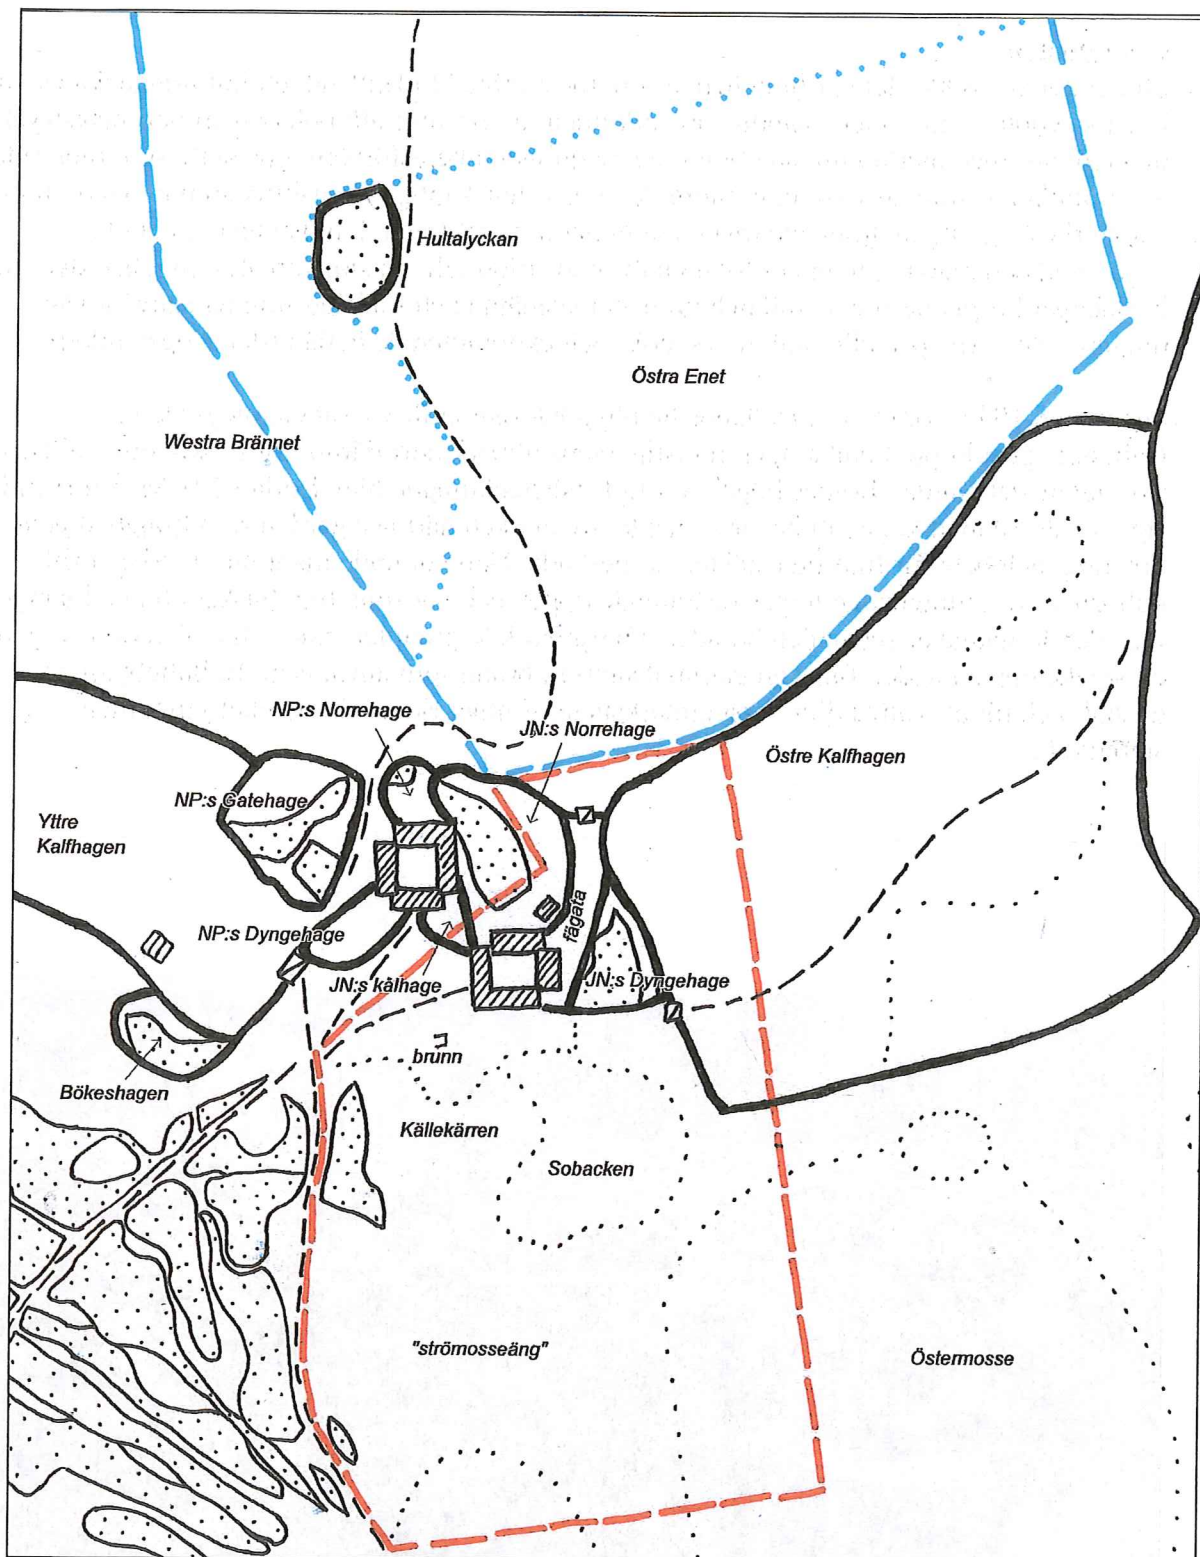 Hultalyckan
Östra Enet
Westra Brännet
NP:s Norrehage
JN:s Norrehage
Östre Kalfhagen
NP:s Gatehage
Yttre
Kalfhagen
fägata
NP:s Dyngehage
JN:s kålhage
JN:s Dyngehage
brunn
Bökeshagen
Källekärren
Sobacken
"strömosseäng"
Östermosse